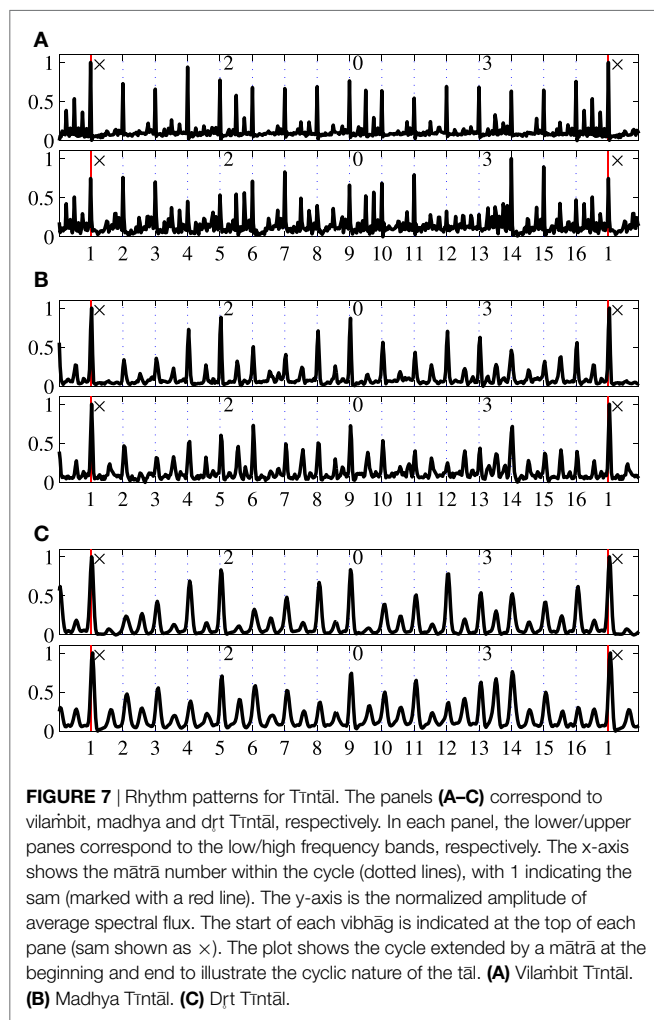 A
1 × 2 0 3 ×
0.5
0
1 × 2 0 3 ×
0.5
0
1 2 3 4 5 6 7 8 9 10 11 12 13 14 15 16 1
B
1 × 2 0 3 ×
0.5
0
1 × 2 0 3 ×
0.5
0
1 2 3 4 5 6 7 8 9 10 11 12 13 14 15 16 1
C
1 × 2 0 3 ×
0.5
0
1 × 2 0 3 ×
0.5
0
1 2 3 4 5 6 7 8 9 10 11 12 13 14 15 16 1
FIGURE 7 | Rhythm patterns for Tīntāl. The panels (A–C) correspond to
vilaṁbit, madhya and dr̥t Tīntāl, respectively. In each panel, the lower/upper
panes correspond to the low/high frequency bands, respectively. The x-axis
shows the mātrā number within the cycle (dotted lines), with 1 indicating the
sam (marked with a red line). The y-axis is the normalized amplitude of
average spectral flux. The start of each vibhāg is indicated at the top of each
pane (sam shown as ×). The plot shows the cycle extended by a mātrā at the
beginning and end to illustrate the cyclic nature of the tāl. (A) Vilaṁbit Tīntāl.
(B) Madhya Tīntāl. (C) Dr̥t Tīntāl.